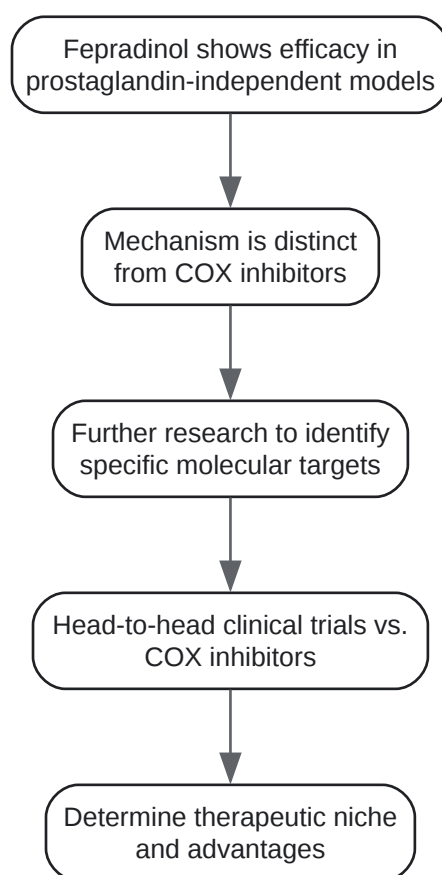 Fepradinol shows efficacy in
prostaglandin-independent models
Mechanism is distinct
from COX inhibitors
Further research to identify
specific molecular targets
Head-to-head clinical trials vs.
COX inhibitors
Determine therapeutic niche
and advantages